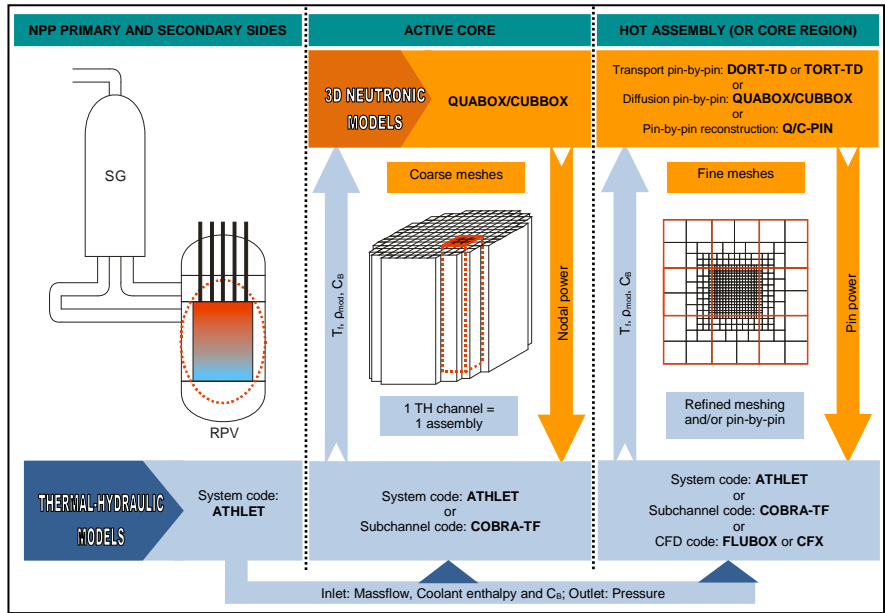 NPP PRIMARY AND SECONDARY SIDES
ACTIVE CORE
HOT ASSEMBLY (OR CORE REGION)
3D NEUTRONIC
MODELS
QUABOX/CUBBOX
Transport pin-by-pin: DORT-TD or TORT-TD
or
Diffusion pin-by-pin: QUABOX/CUBBOX
or
Pin-by-pin reconstruction: Q/C-PIN
SG
RPV
Tf, ρmod, CB
Coarse meshes
Nodal power
1 TH channel =
1 assembly
Tf, ρmod, CB
Fine meshes
Pin power
Refined meshing
and/or pin-by-pin
THERMAL-HYDRAULIC
MODELS
System code:
ATHLET
System code: ATHLET
or
Subchannel code: COBRA-TF
System code: ATHLET
or
Subchannel code: COBRA-TF
or
CFD code: FLUBOX or CFX
Inlet: Massflow, Coolant enthalpy and CB; Outlet: Pressure